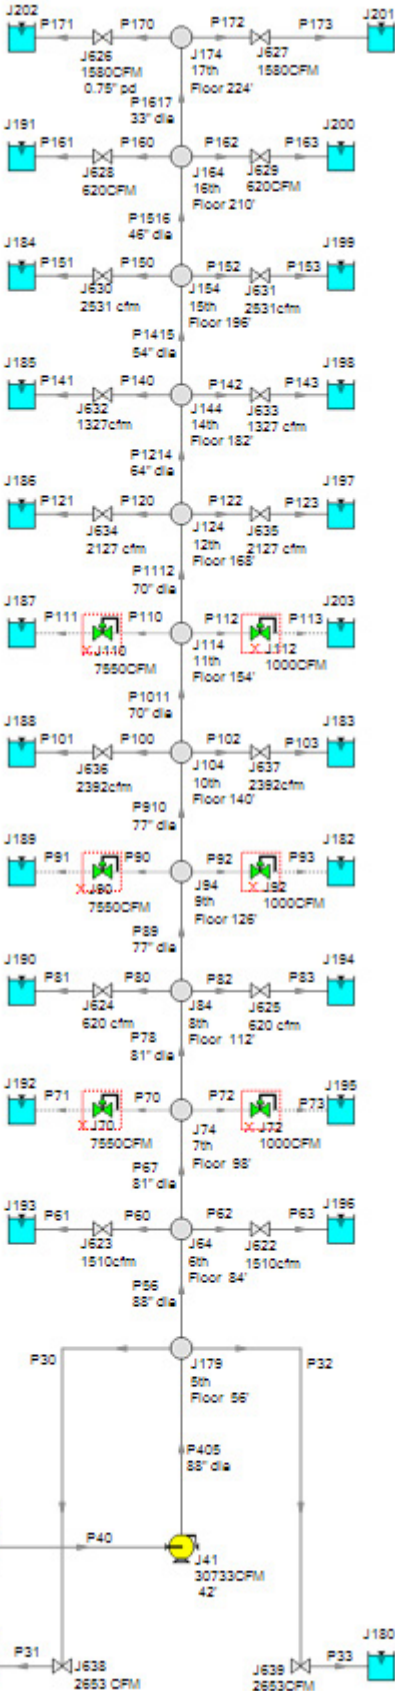 J202 P171 P170 P172 P173 J201
J626 J174 J627
1580CFM 17th 1580CFM
0.75" pd Floor 224'
P1617
33" dia
J191 P161 P160 P162 P163 J200
J628 J164 J629
620CFM 16th 620CFM
Floor 210'
P1516
46" dia
J184 P151 P150 P152 P153 J199
J630 J154 J631
2531 cfm 15th 2531cfm
Floor 196'
P1415
54" dia
J185 P141 P140 P142 P143 J198
J632 J144 J633
1327cfm 14th 1327 cfm
Floor 182'
P1214
64" dia
J186 P121 P120 P122 P123 J197
J634 J124 J635
2127 cfm 12th 2127 cfm
Floor 168'
P1112
70" dia
J187 P111 P110 P112 P113 J203
X J110 J114 X J112
7550CFM 11th 1000CFM
Floor 154'
P1011
70" dia
J188 P101 P100 P102 P103 J183
J636 J104 J637
2392cfm 10th 2392cfm
Floor 140'
P910
77" dia
J189 P91 P90 P92 P93 J182
X J90 J94 X J92
7550CFM 9th 1000CFM
Floor 126'
P89
77" dia
J190 P81 P80 P82 P83 J194
J624 J84 J625
620 cfm 8th 620 cfm
Floor 112'
P78
81" dia
J192 P71 P70 P72 P73 J195
X J70 J74 X J72
7550CFM 7th 1000CFM
Floor 98'
P67
81" dia
J193 P61 P60 P62 P63 J196
J623 J64 J622
1510cfm 6th 1510cfm
Floor 84'
P56
88" dia
P30 J179 P32
5th
Floor 56'
P405
88" dia
P40
J41
30733CFM
42'
P31 J638 J639 P33 J180
2653 CFM 2653CFM